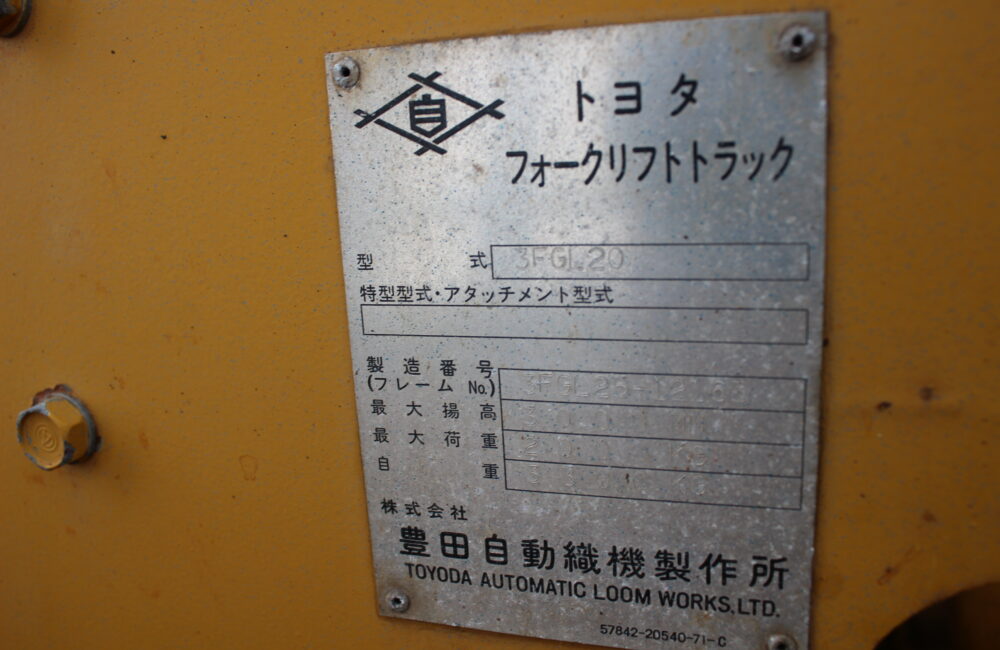 自
トヨタ
フォークリフトトラック
型式 3FGL20
特型型式・アタッチメント型式
製造番号
(フレームNo.)
最大揚高
最大荷重
自重
株式会社
豊田自動織機製作所
TOYODA AUTOMATIC LOOM WORKS, LTD.
57842-20540-71-C